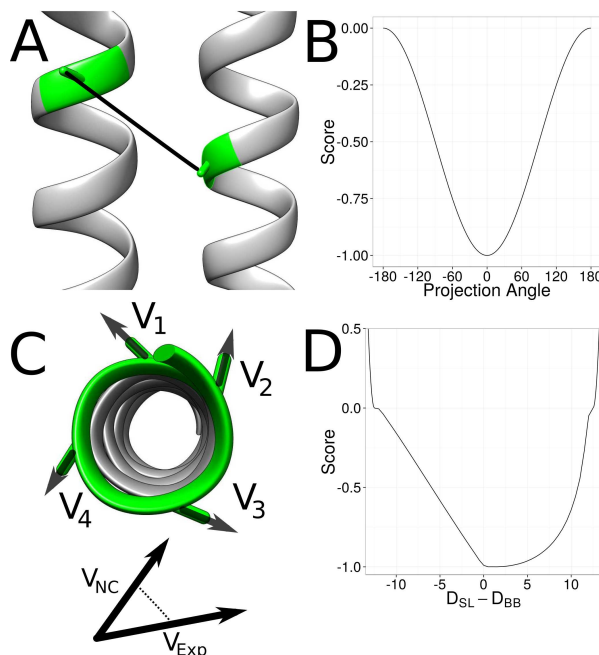 A
B
0.00
-0.25
-0.50
-0.75
-1.00
Score
-180 -120 -60 0 60 120 180
Projection Angle
C
V1
V2
V3
V4
VNC
VExp
D
0.5
0.0
-0.5
-1.0
Score
-10 -5 0 5 10
DSL − DBB